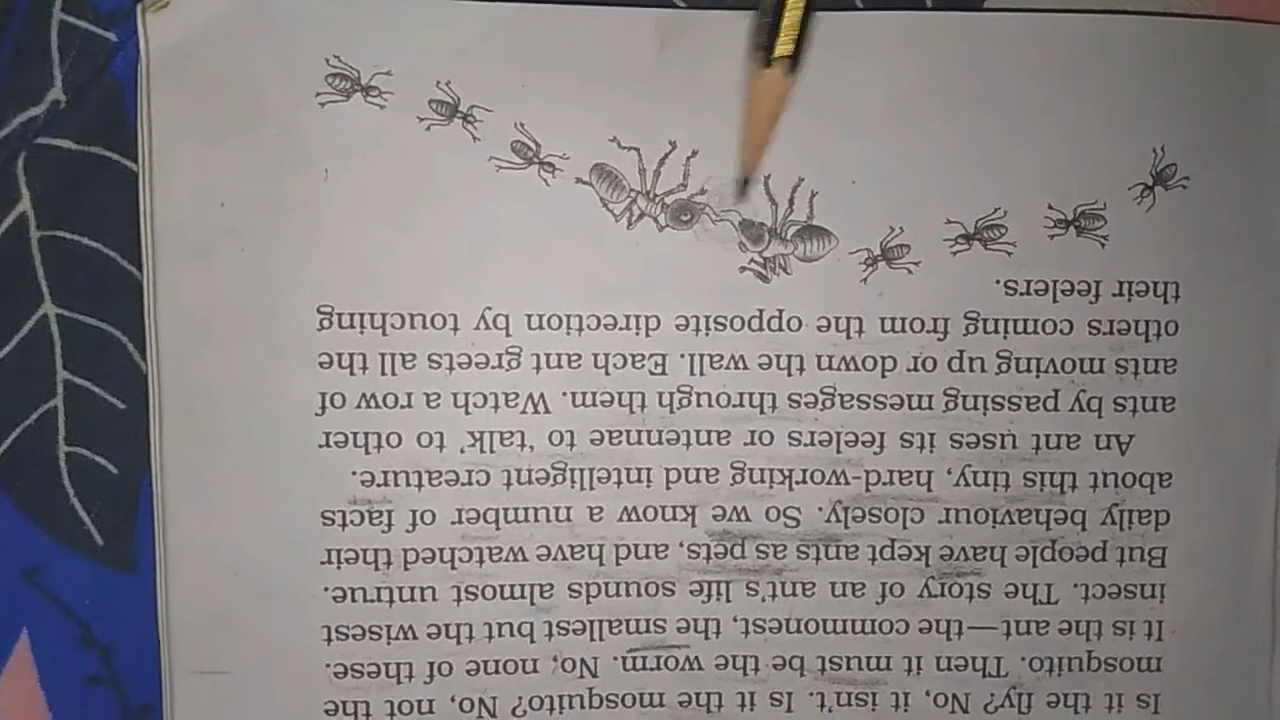 Is it the fly? No, it isn't. Is it the mosquito? No, not the
mosquito. Then it must be the worm. No, none of these.
It is the ant—the commonest, the smallest but the wisest
insect. The story of an ant's life sounds almost untrue.
But people have kept ants as pets, and have watched their
daily behaviour closely. So we know a number of facts
about this tiny, hard-working and intelligent creature.
An ant uses its feelers or antennae to ‘talk’ to other
ants by passing messages through them. Watch a row of
ants moving up or down the wall. Each ant greets all the
others coming from the opposite direction by touching
their feelers.